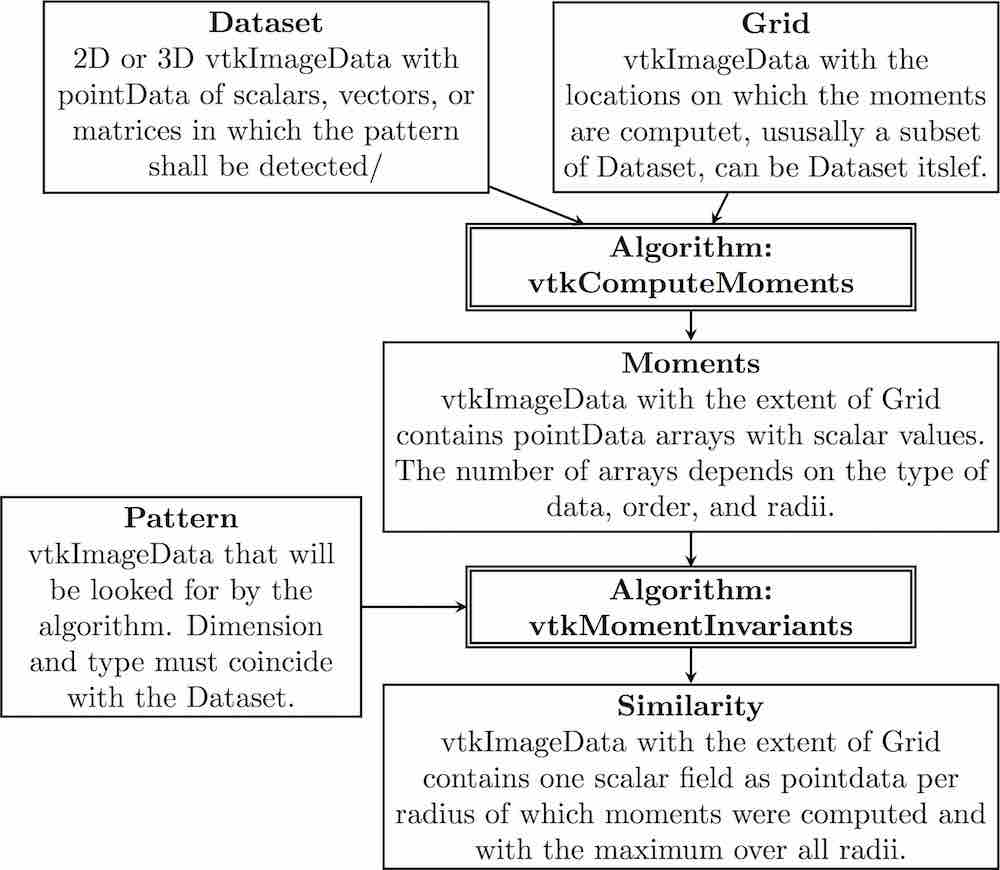 Dataset
2D or 3D vtkImageData with
pointData of scalars, vectors, or
matrices in which the pattern
shall be detected/
Grid
vtkImageData with the
locations on which the moments
are computet, ususally a subset
of Dataset, can be Dataset itslef.
Algorithm:
vtkComputeMoments
Moments
vtkImageData with the extent of Grid
contains pointData arrays with scalar values.
The number of arrays depends on the type of
data, order, and radii.
Pattern
vtkImageData that will
be looked for by the
algorithm. Dimension
and type must coincide
with the Dataset.
Algorithm:
vtkMomentInvariants
Similarity
vtkImageData with the extent of Grid
contains one scalar field as pointdata per
radius of which moments were computed and
with the maximum over all radii.